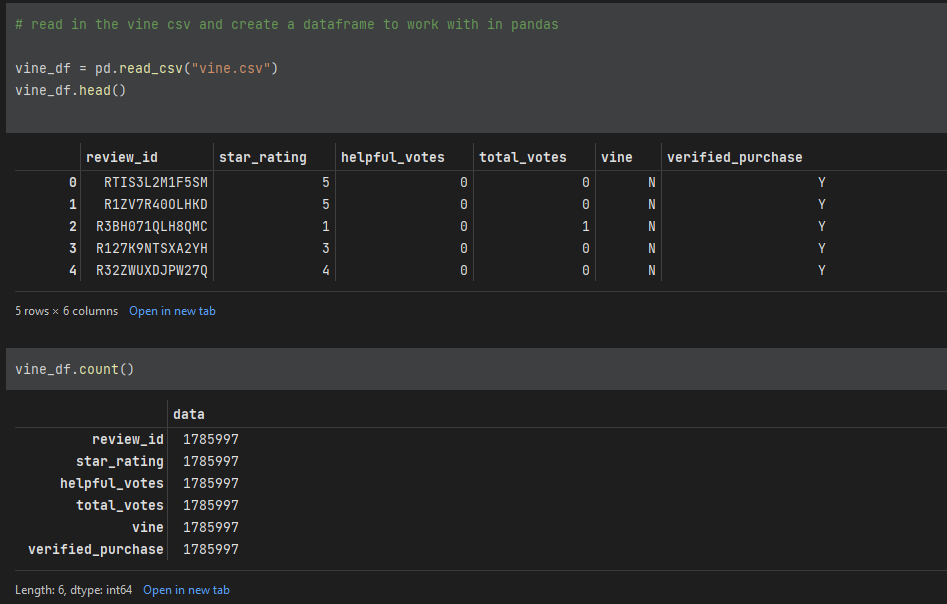 # read in the vine csv and create a dataframe to work with in pandas
vine_df = pd.read_csv("vine.csv")
vine_df.head()
review_id star_rating helpful_votes total_votes vine verified_purchase
0 RTIS3L2M1F5SM 5 0 0 N Y
1 R1ZV7R40OLHKD 5 0 0 N Y
2 R3BH071QLH8QMC 1 0 1 N Y
3 R127K9NTSXA2YH 3 0 0 N Y
4 R32ZWUXDJPW27Q 4 0 0 N Y
5 rows × 6 columns Open in new tab
vine_df.count()
data
review_id 1785997
star_rating 1785997
helpful_votes 1785997
total_votes 1785997
vine 1785997
verified_purchase 1785997
Length: 6, dtype: int64 Open in new tab